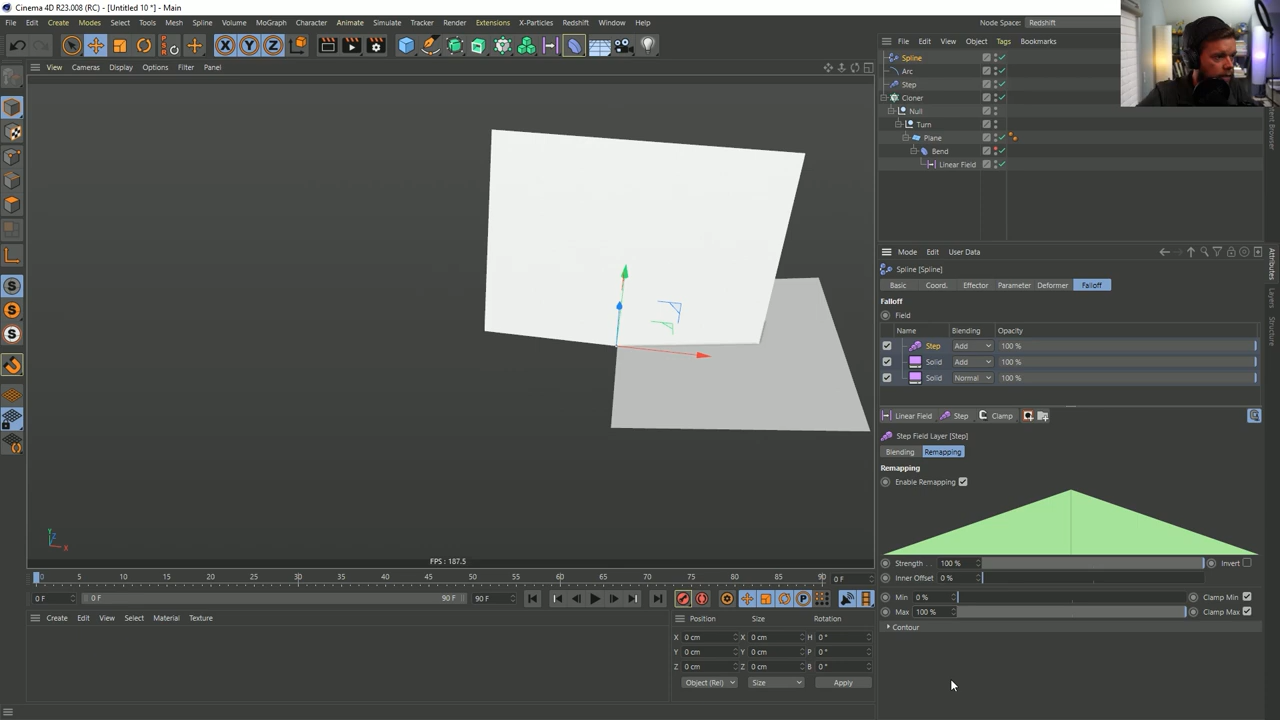 Cinema 4D R23.008 (RC) - [Untitled 10 *] - Main
File Edit Create Modes Select Tools Mesh Spline Volume MoGraph Character Animate Simulate Tracker Render Extensions X-Particles Redshift Window Help
Node Space: Redshift
View Cameras Display Options Filter Panel
File Edit View Object Tags Bookmarks
Spline
Arc
Step
Cloner
Null
Turn
Plane
Bend
Linear Field
Content Browser
Mode Edit User Data
Spline [Spline]
Basic Coord. Effector Parameter Deformer Falloff
Falloff
Field
Name Blending Opacity
Step Add 100 %
Solid Add 100 %
Solid Normal 100 %
Linear Field Step Clamp
Step Field Layer [Step]
Blending Remapping
Remapping
Enable Remapping
Strength . . 100 % Invert
Inner Offset 0 %
Min 0 % Clamp Min
Max 100 % Clamp Max
Contour
Attributes
Layers
Structure
Y
Z
X
FPS : 187.5
0 5 10 15 20 25 30 35 40 45 50 55 60 65 70 75 80 85 90 0 F
0 F 0 F 90 F 90 F
Create Edit View Select Material Texture
Position Size Rotation
X 0 cm X 0 cm H 0 °
Y 0 cm Y 0 cm P 0 °
Z 0 cm Z 0 cm B 0 °
Object (Rel) Size Apply